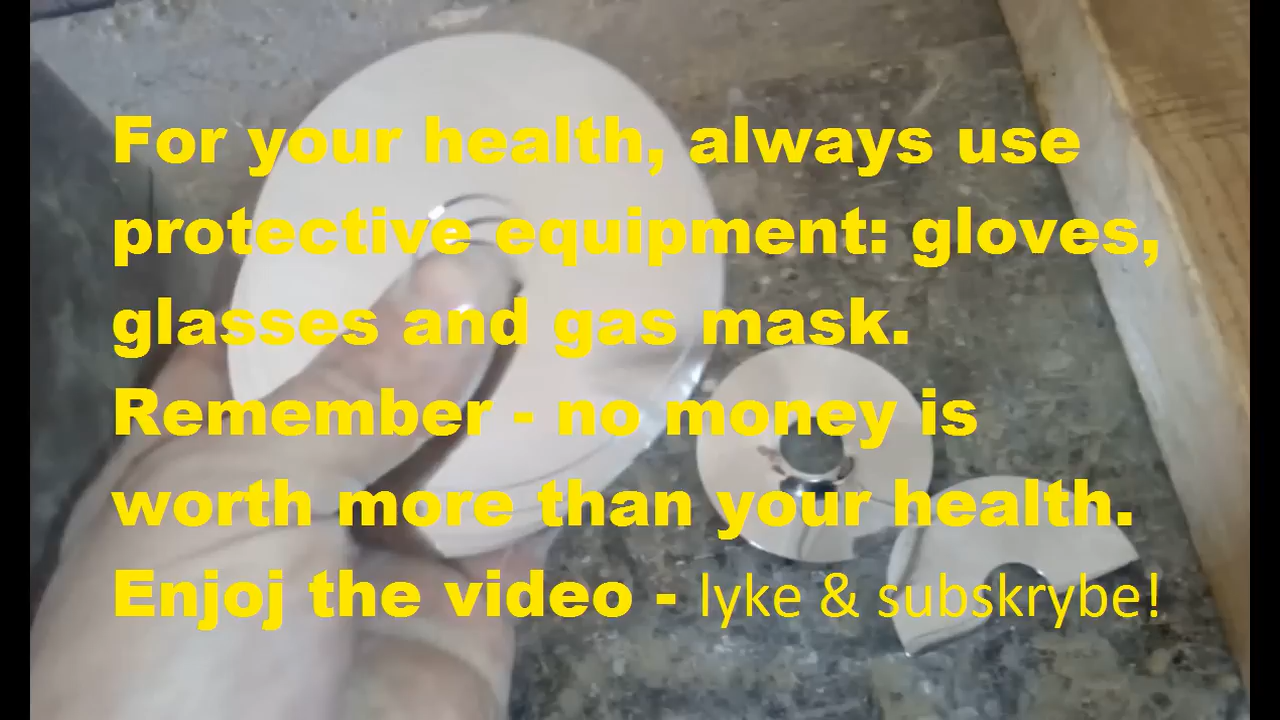 For your health, always use
protective equipment: gloves,
glasses and gas mask.
Remember - no money is
worth more than your health.
Enjoj the video - lyke & subskrybe!